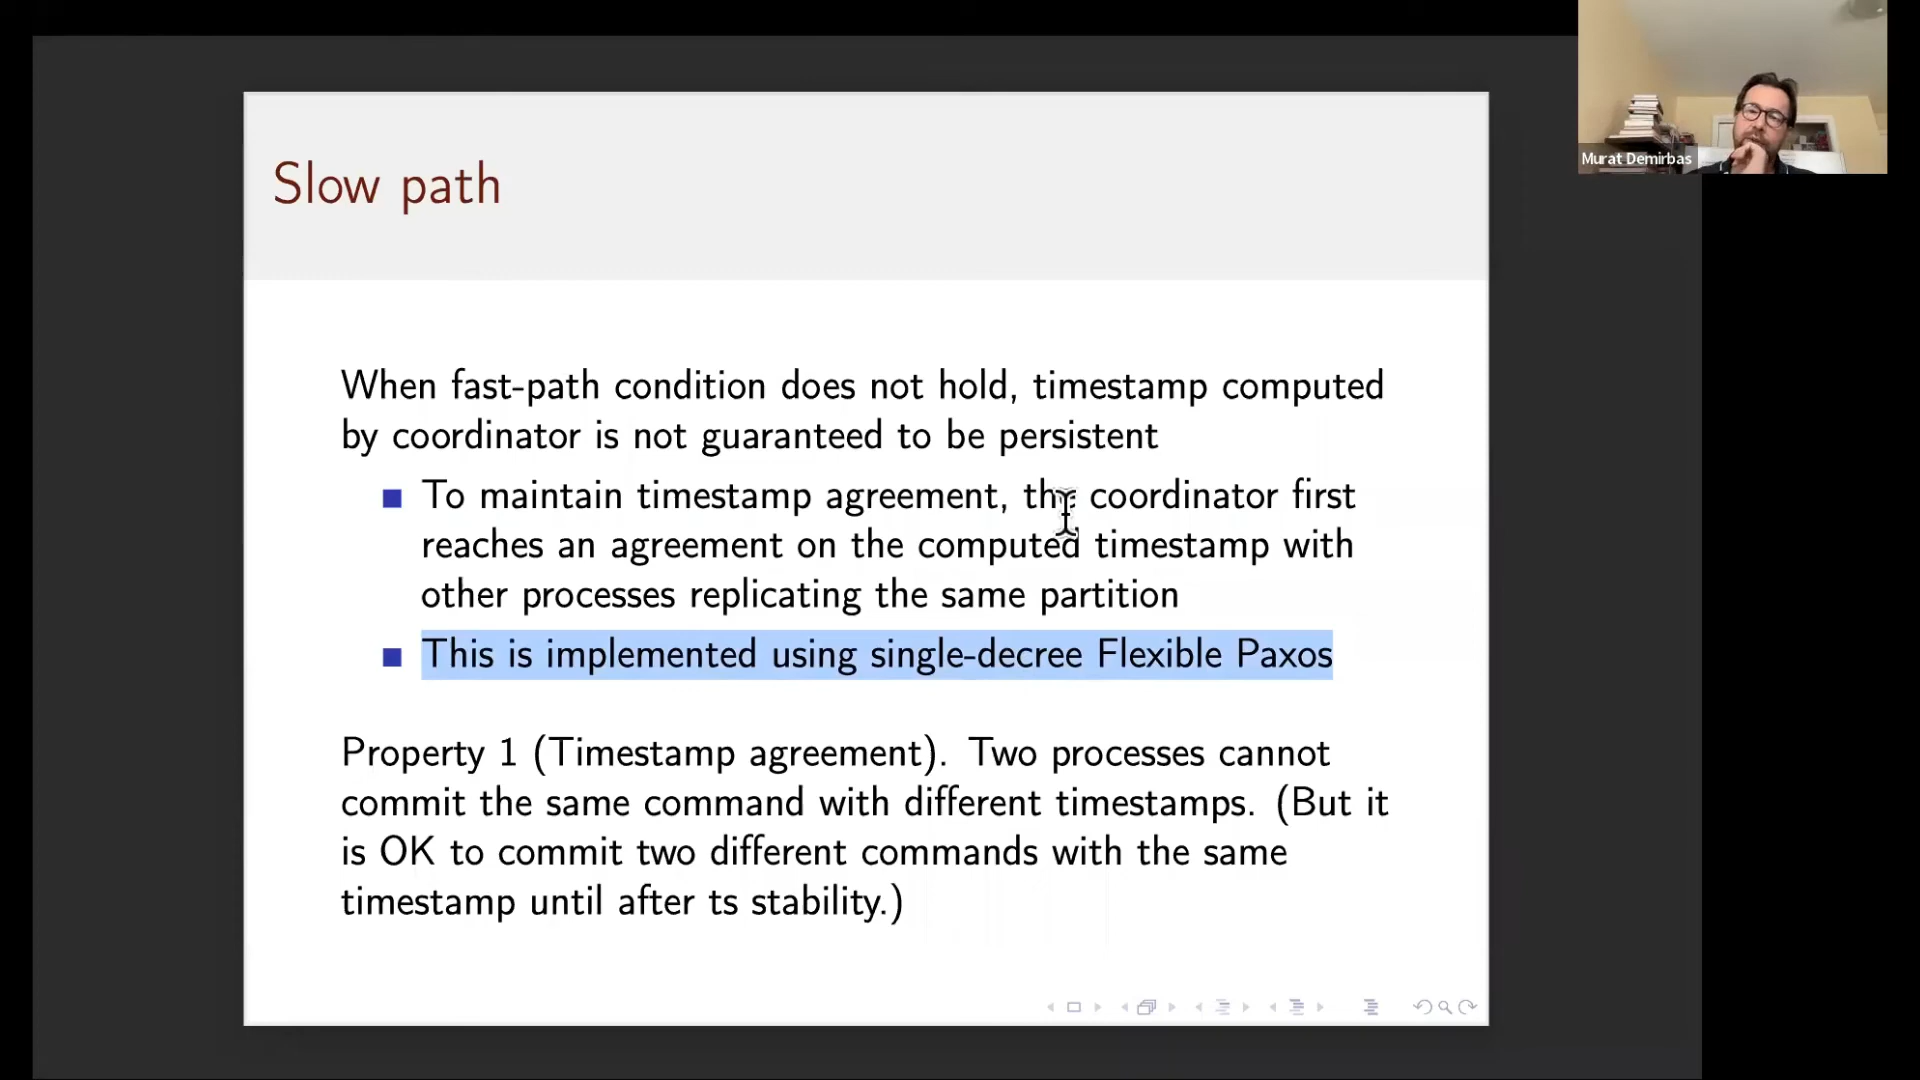 Murat Demirbas
Slow path
When fast-path condition does not hold, timestamp computed
by coordinator is not guaranteed to be persistent
To maintain timestamp agreement, the coordinator first
reaches an agreement on the computed timestamp with
other processes replicating the same partition
This is implemented using single-decree Flexible Paxos
Property 1 (Timestamp agreement). Two processes cannot
commit the same command with different timestamps. (But it
is OK to commit two different commands with the same
timestamp until after ts stability.)